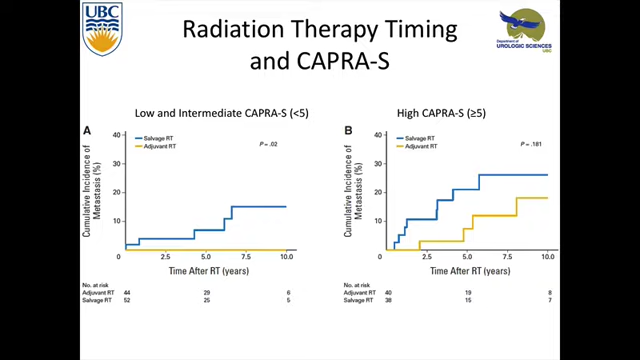 UBC
Radiation Therapy Timing
and CAPRA-S
Department of
UROLOGIC SCIENCES
UBC
Low and Intermediate CAPRA-S (<5)
A
Cumulative Incidence of
Metastasis (%)
40
30
20
10
Salvage RT
Adjuvant RT
P = .02
0
2.5
5.0
7.5
10.0
Time After RT (years)
No. at risk
Adjuvant RT 44 29 6
Salvage RT 52 25 5
High CAPRA-S (≥5)
B
Cumulative Incidence of
Metastasis (%)
40
30
20
10
Salvage RT
Adjuvant RT
P = .181
0
2.5
5.0
7.5
10.0
Time After RT (years)
No. at risk
Adjuvant RT 40 19 8
Salvage RT 38 15 7